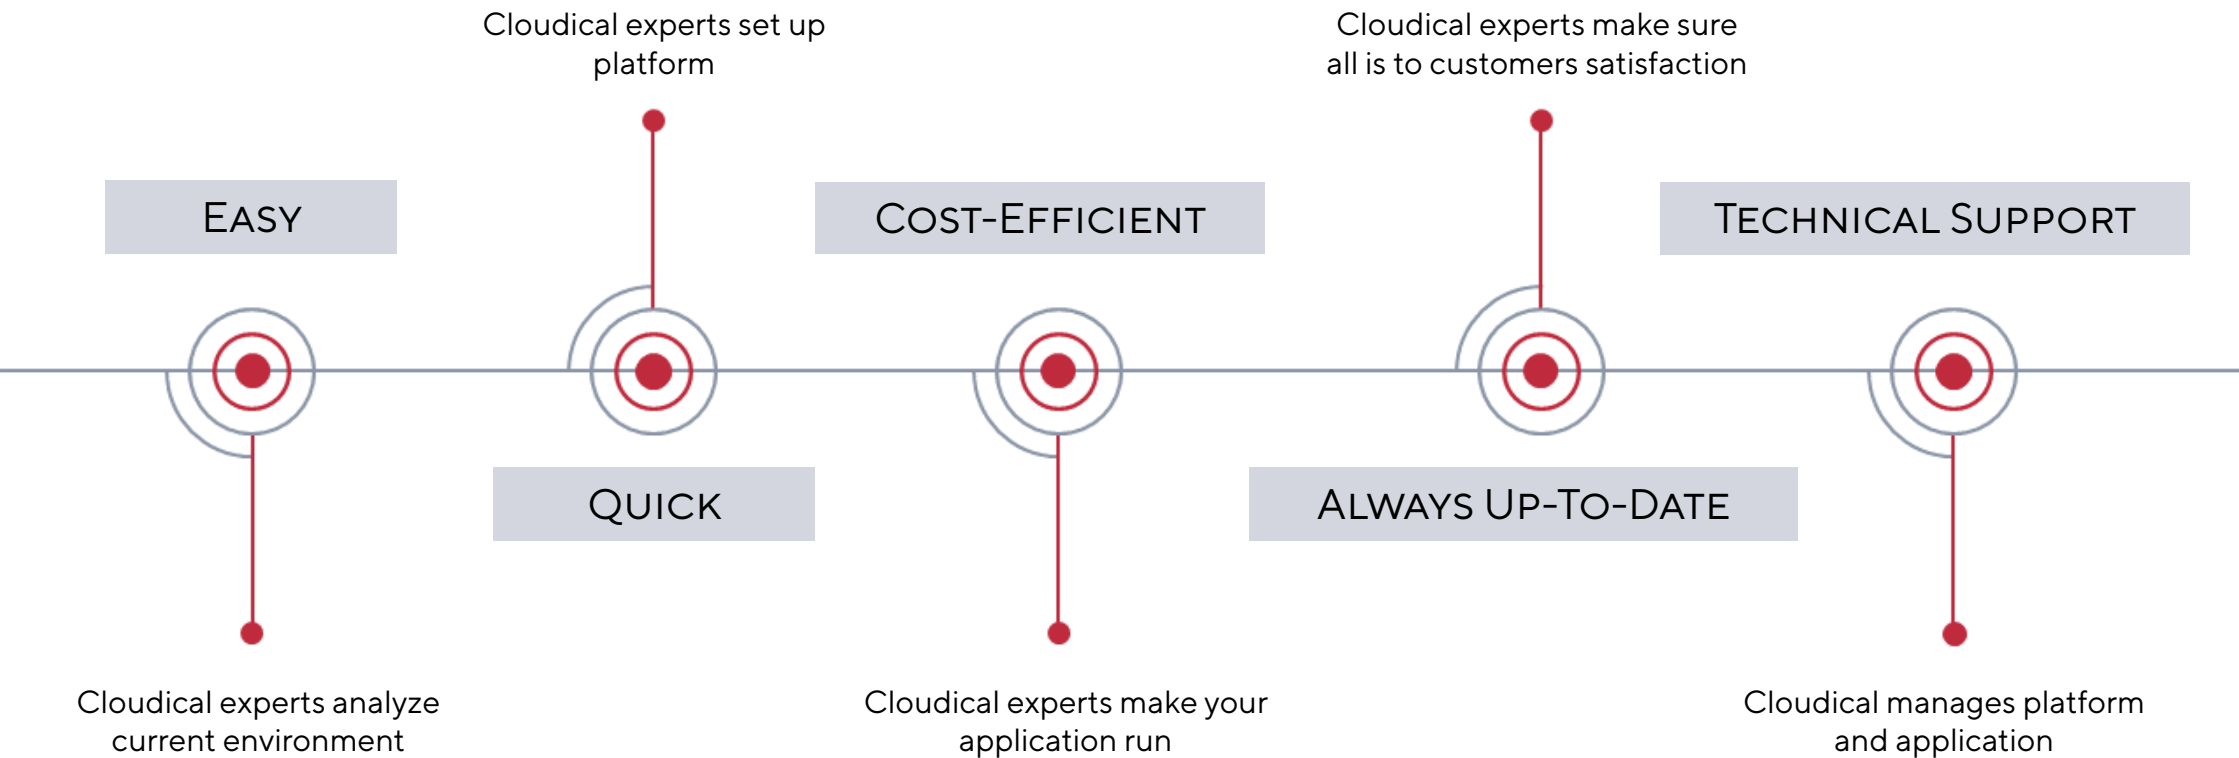 Cloudical experts set up
platform
Cloudical experts make sure
all is to customers satisfaction
EASY
COST-EFFICIENT
TECHNICAL SUPPORT
QUICK
ALWAYS UP-TO-DATE
Cloudical experts analyze
current environment
Cloudical experts make your
application run
Cloudical manages platform
and application